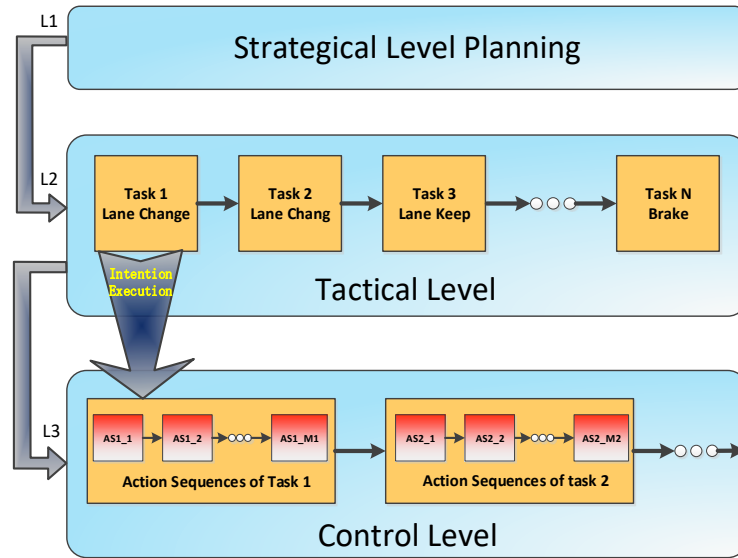 L1
Strategical Level Planning
L2
Task 1
Lane Change
Task 2
Lane Chang
Task 3
Lane Keep
Task N
Brake
Intention
Execution
Tactical Level
L3
AS1_1
AS1_2
AS1_M1
Action Sequences of Task 1
AS2_1
AS2_2
AS2_M2
Action Sequences of task 2
Control Level